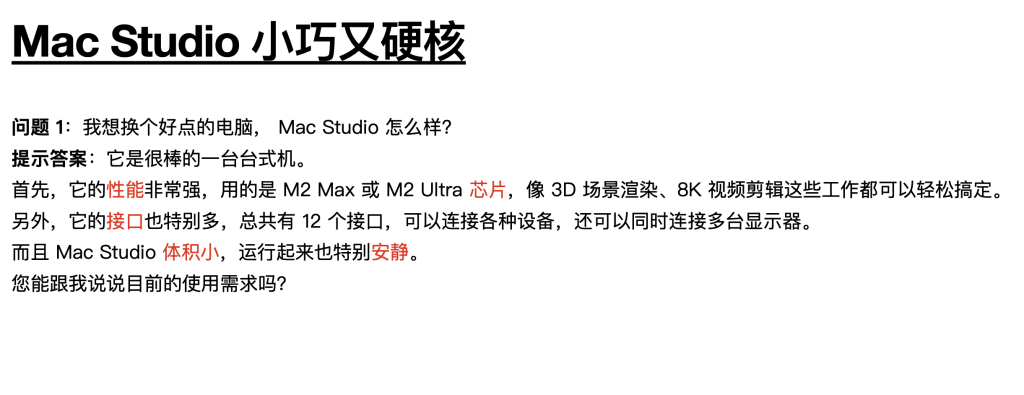 Mac Studio 小巧又硬核
问题 1：我想换个好点的电脑， Mac Studio 怎么样？
提示答案：它是很棒的一台台式机。
首先，它的性能非常强，用的是 M2 Max 或 M2 Ultra 芯片，像 3D 场景渲染、8K 视频剪辑这些工作都可以轻松搞定。
另外，它的接口也特别多，总共有 12 个接口，可以连接各种设备，还可以同时连接多台显示器。
而且 Mac Studio 体积小，运行起来也特别安静。
您能跟我说说目前的使用需求吗？